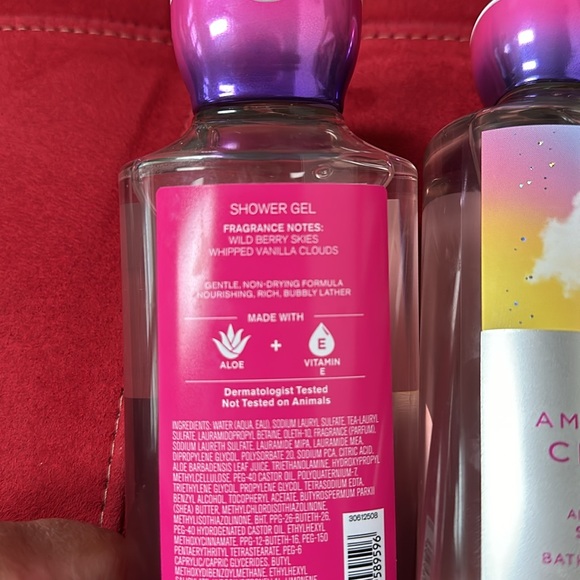 SHOWER GEL
FRAGRANCE NOTES:
WILD BERRY SKIES
WHIPPED VANILLA CLOUDS
GENTLE, NON-DRYING FORMULA
NOURISHING, RICH, BUBBLY LATHER
MADE WITH
ALOE
+
E
VITAMIN
E
Dermatologist Tested
Not Tested on Animals
INGREDIENTS: WATER (AQUA, EAU), SODIUM LAURYL SULFATE, TEA-LAURYL
SULFATE, LAURAMIDOPROPYL BETAINE, OLETH-10, FRAGRANCE (PARFUM),
SODIUM LAURETH SULFATE, LAURAMIDE MIPA, LAURAMIDE MEA,
DIPROPYLENE GLYCOL, POLYSORBATE 20, SODIUM PCA, CITRIC ACID,
ALOE BARBADENSIS LEAF JUICE, TRIETHANOLAMINE, HYDROXYPROPYL
METHYLCELLULOSE, PEG-40 CASTOR OIL, POLYQUATERNIUM-7,
TRIETHYLENE GLYCOL, PROPYLENE GLYCOL, TETRASODIUM EDTA,
BENZYL ALCOHOL, TOCOPHERYL ACETATE, BUTYROSPERMUM PARKII
(SHEA) BUTTER, METHYLCHLOROISOTHIAZOLINONE,
METHYLISOTHIAZOLINONE, BHT, PPG-26-BUTETH-26,
PEG-40 HYDROGENATED CASTOR OIL, ETHYLHEXYL
METHOXYCINNAMATE, PPG-12-BUTETH-16, PEG-150
PENTAERYTHRITYL TETRASTEARATE, PEG-6
CAPRYLIC/CAPRIC GLYCERIDES, BUTYL
METHOXYDIBENZOYLMETHANE, ETHYLHEXYL
30612508
589596
AM
C
A
S
BAT